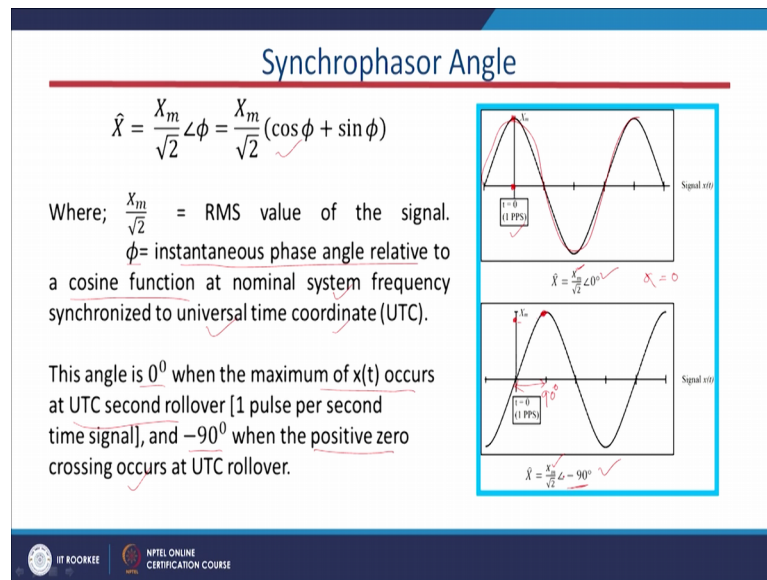 Synchrophasor Angle
X̂ = Xm/√2 ∠ϕ = Xm/√2 (cos ϕ + sin ϕ)
Where; Xm/√2 = RMS value of the signal.
ϕ= instantaneous phase angle relative to
a cosine function at nominal system frequency
synchronized to universal time coordinate (UTC).
This angle is 0⁰ when the maximum of x(t) occurs
at UTC second rollover [1 pulse per second
time signal], and −90⁰ when the positive zero
crossing occurs at UTC rollover.
Xm
Signal x(t)
t = 0
(1 PPS)
X̂ = Xm/√2 ∠0°
α = 0
Xm
Signal x(t)
90°
t = 0
(1 PPS)
X̂ = Xm/√2 ∠ − 90°
IIT ROORKEE
NPTEL ONLINE
CERTIFICATION COURSE